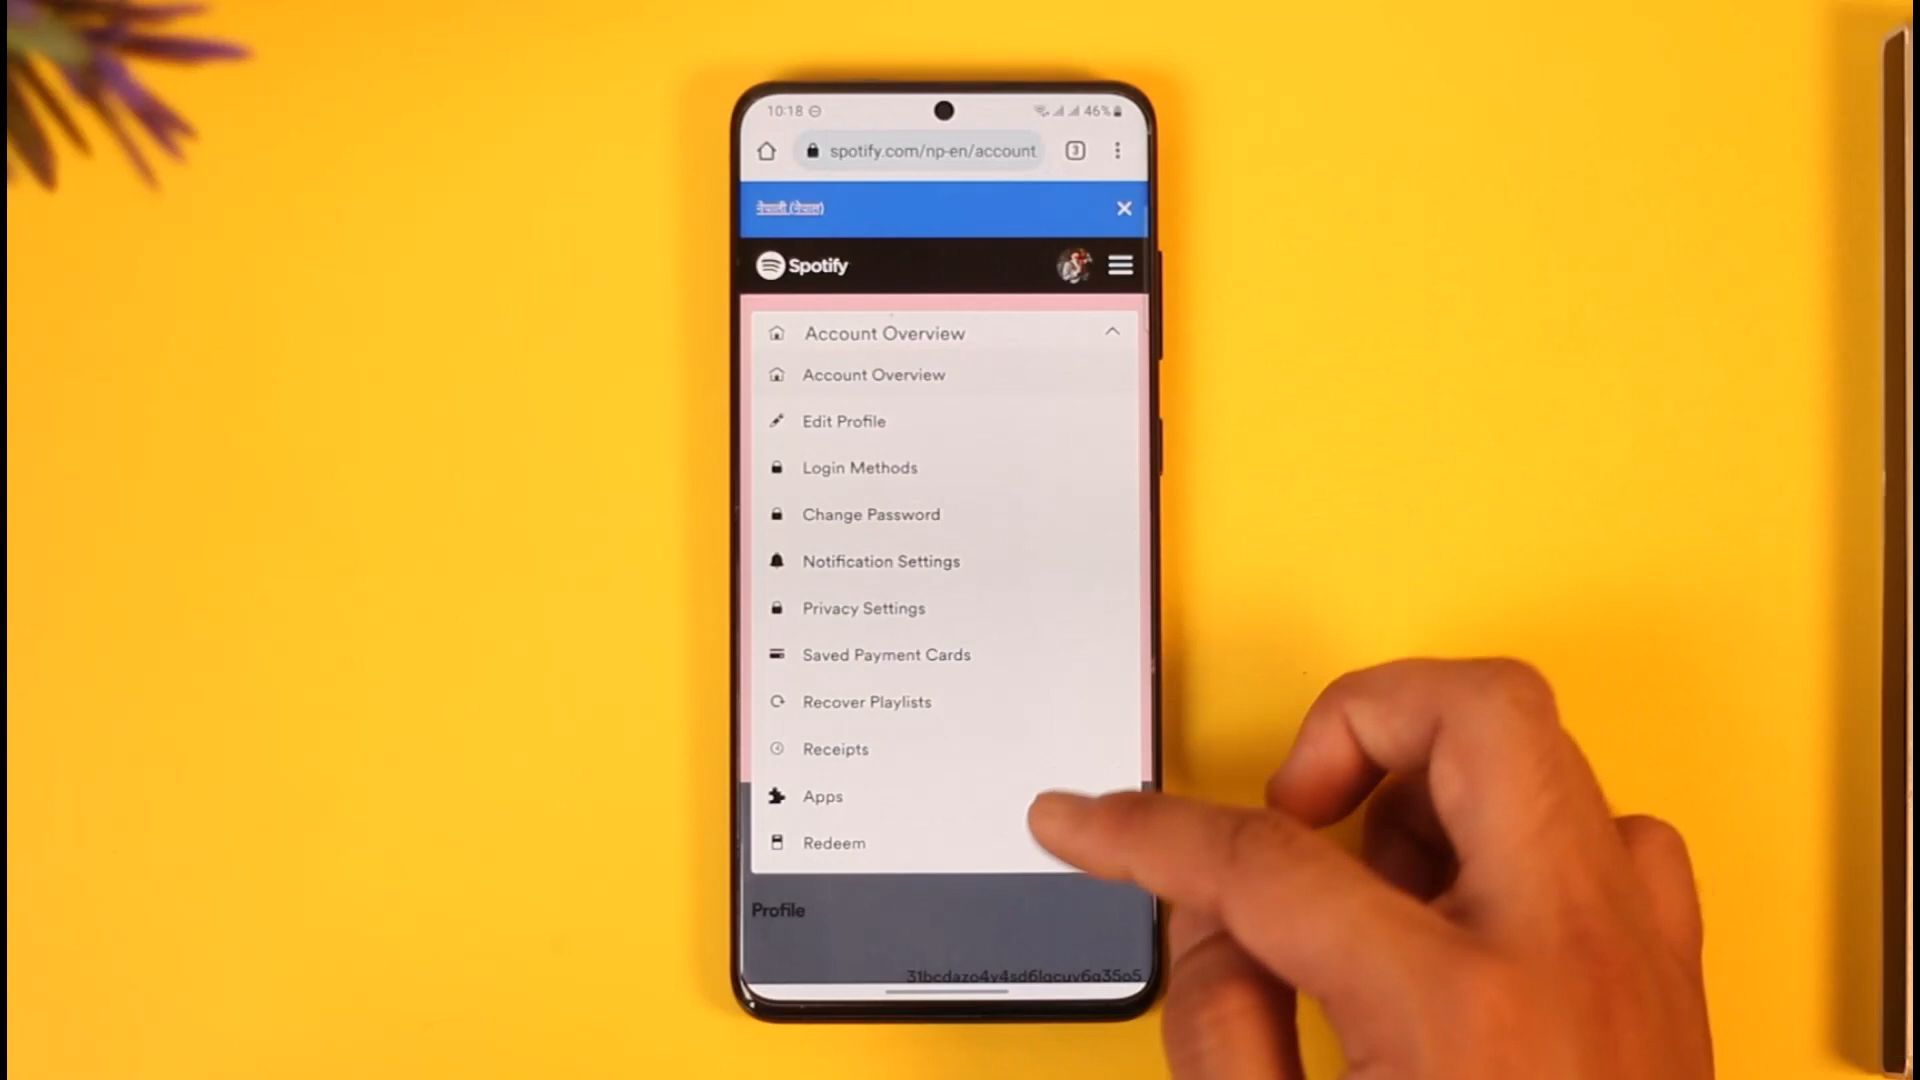 10:18
46%
spotify.com/np-en/account
3
Spotify
Account Overview
Account Overview
Edit Profile
Login Methods
Change Password
Notification Settings
Privacy Settings
Saved Payment Cards
Recover Playlists
Receipts
Apps
Redeem
Profile